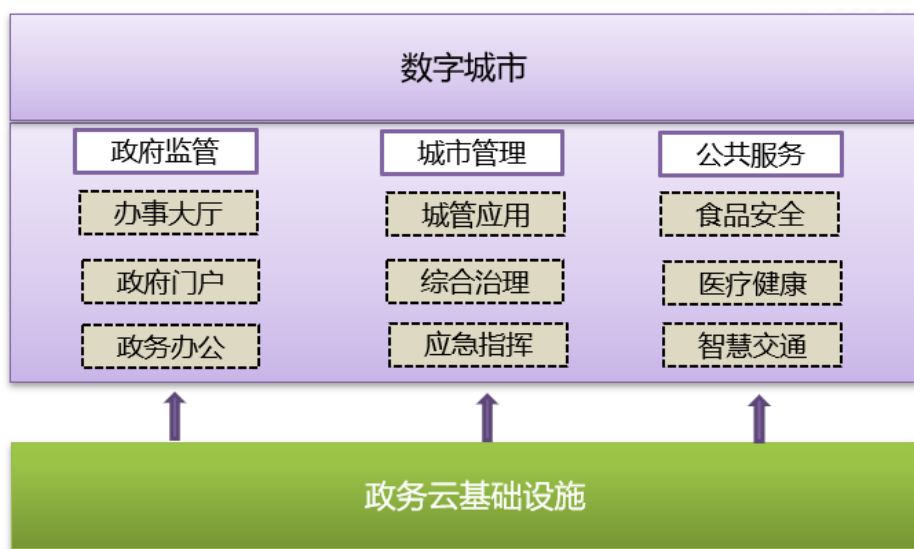 数字城市
政府监管
城市管理
公共服务
办事大厅
城管应用
食品安全
政府门户
综合治理
医疗健康
政务办公
应急指挥
智慧交通
政务云基础设施